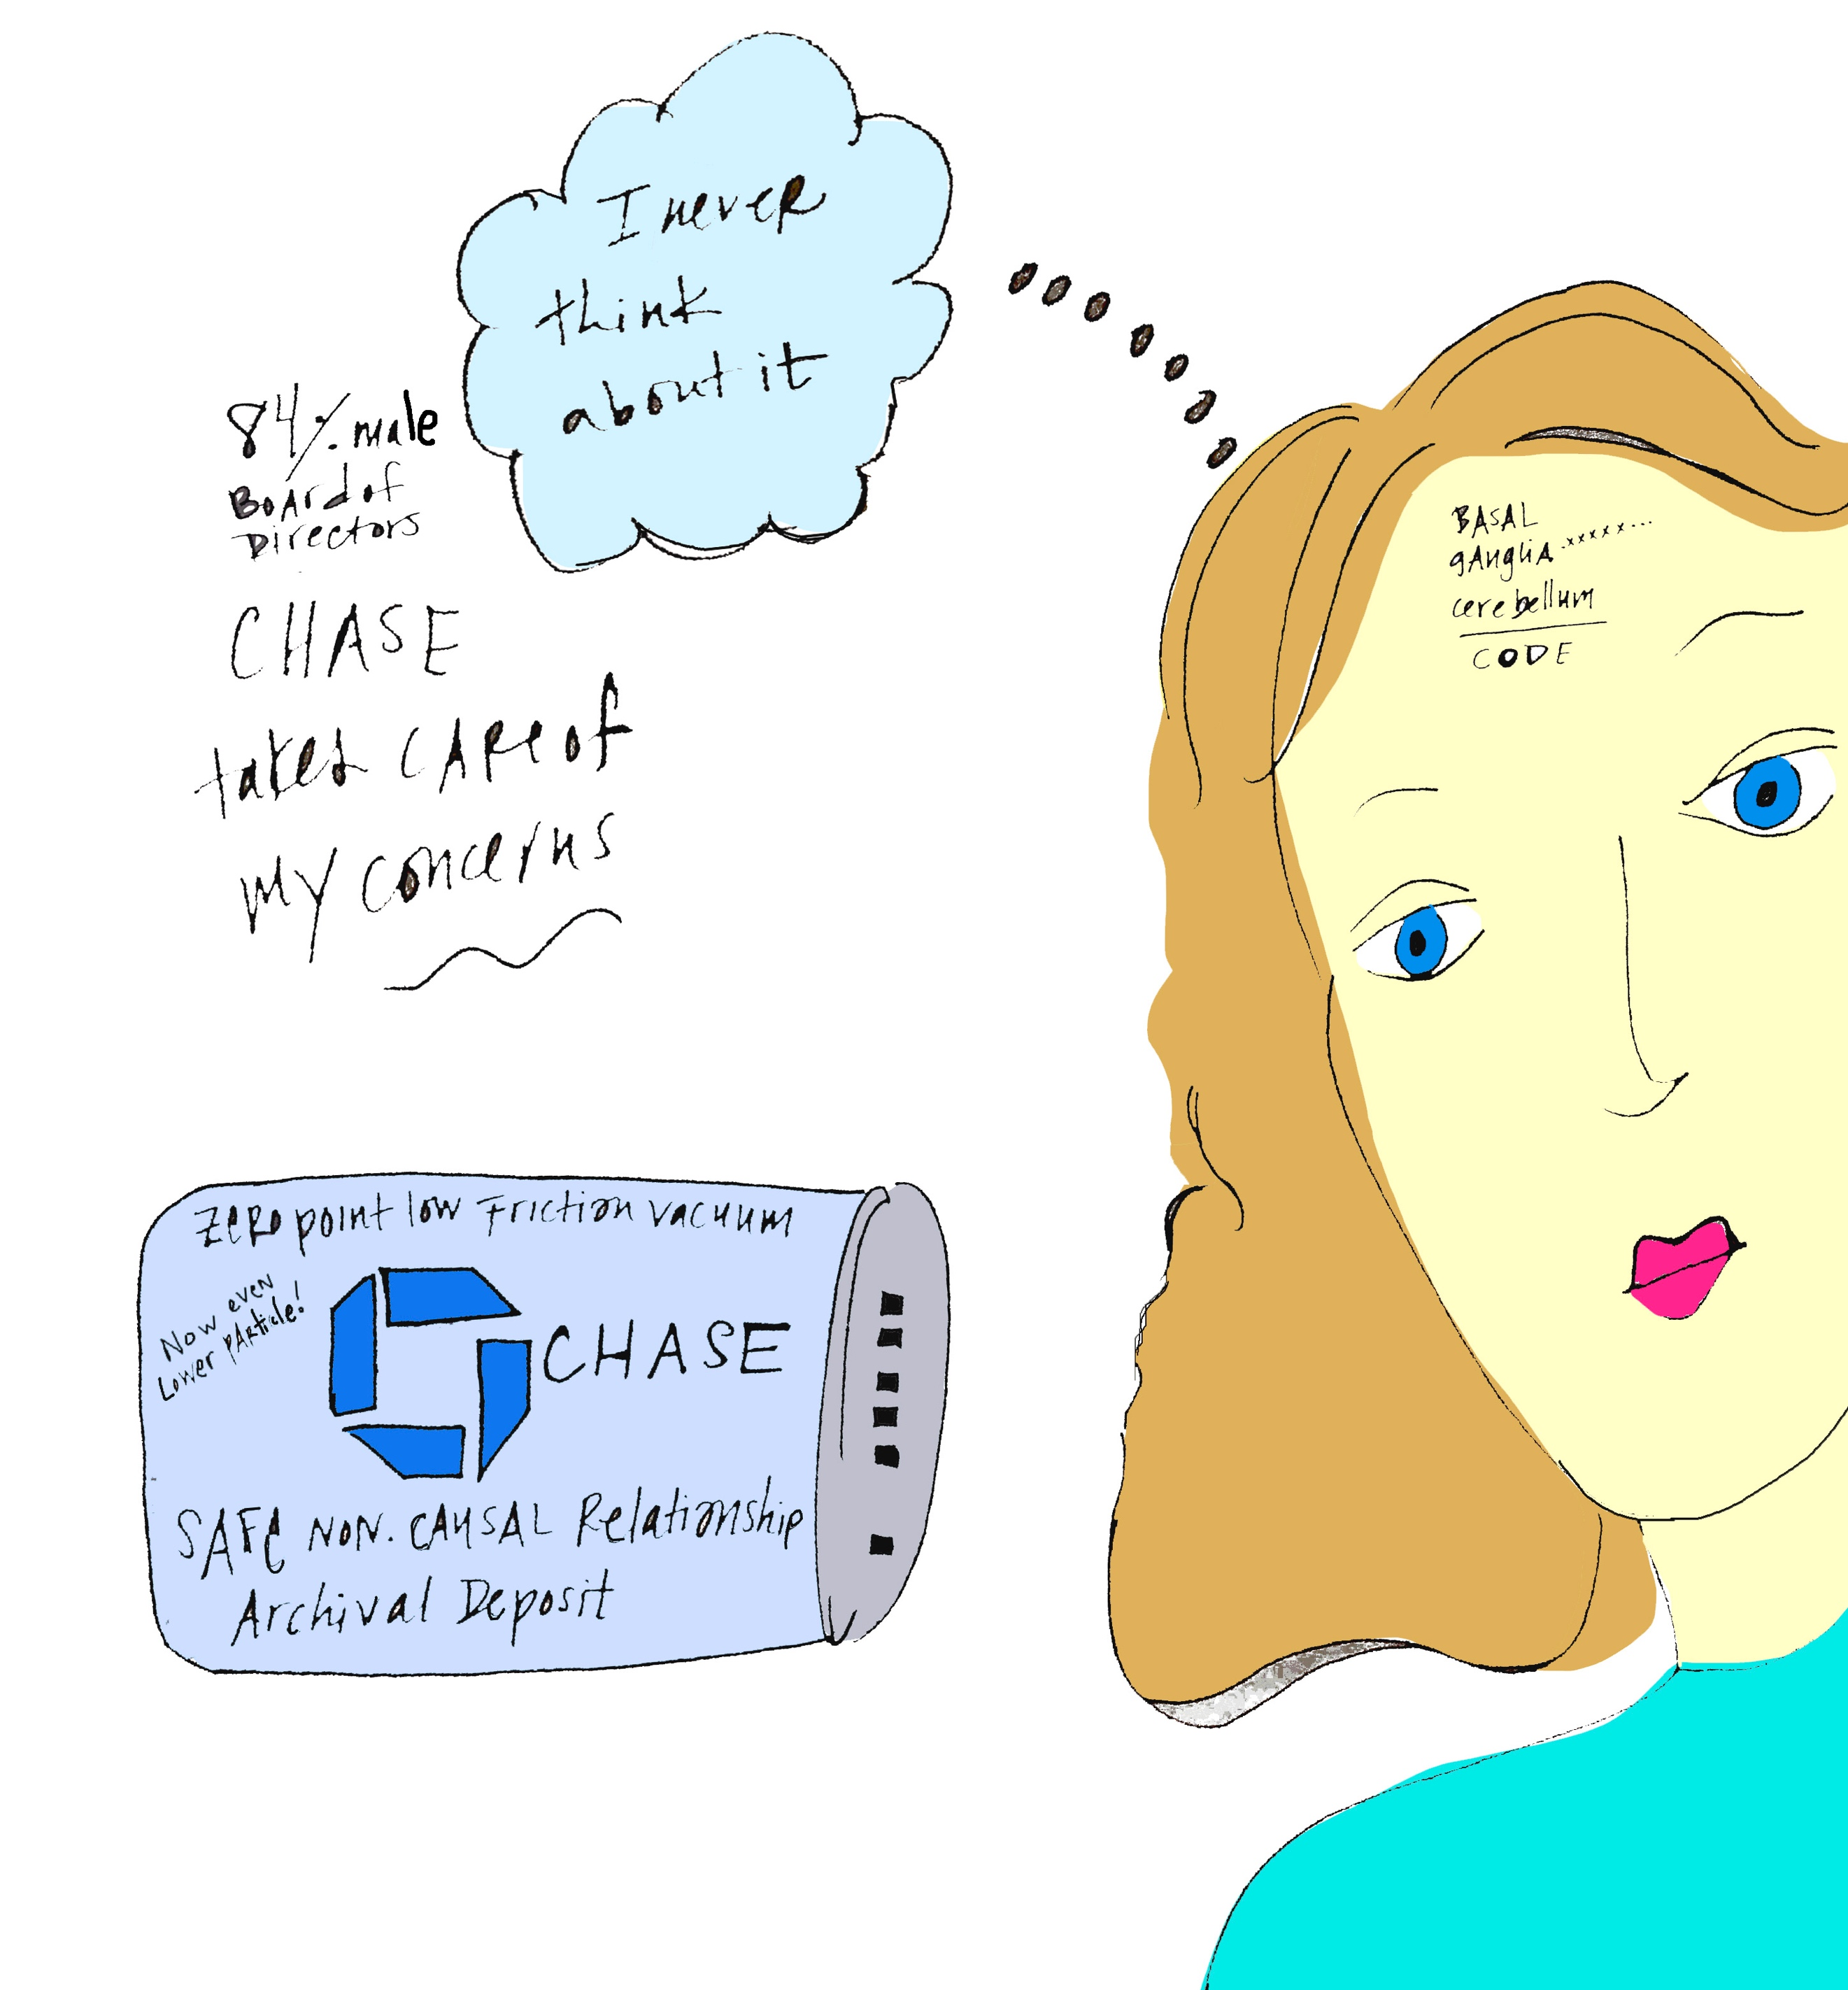 I never
think
about it
84% male
Board of
Directors
CHASE
takes care of
my concerns
BASAL
gAngliA.xxxxx...
cerebellum
CODE
Zero point low Friction vacuum
Now even
Lower pArticle!
CHASE
SAFe NON. CAUSAL Relationship
Archival Deposit